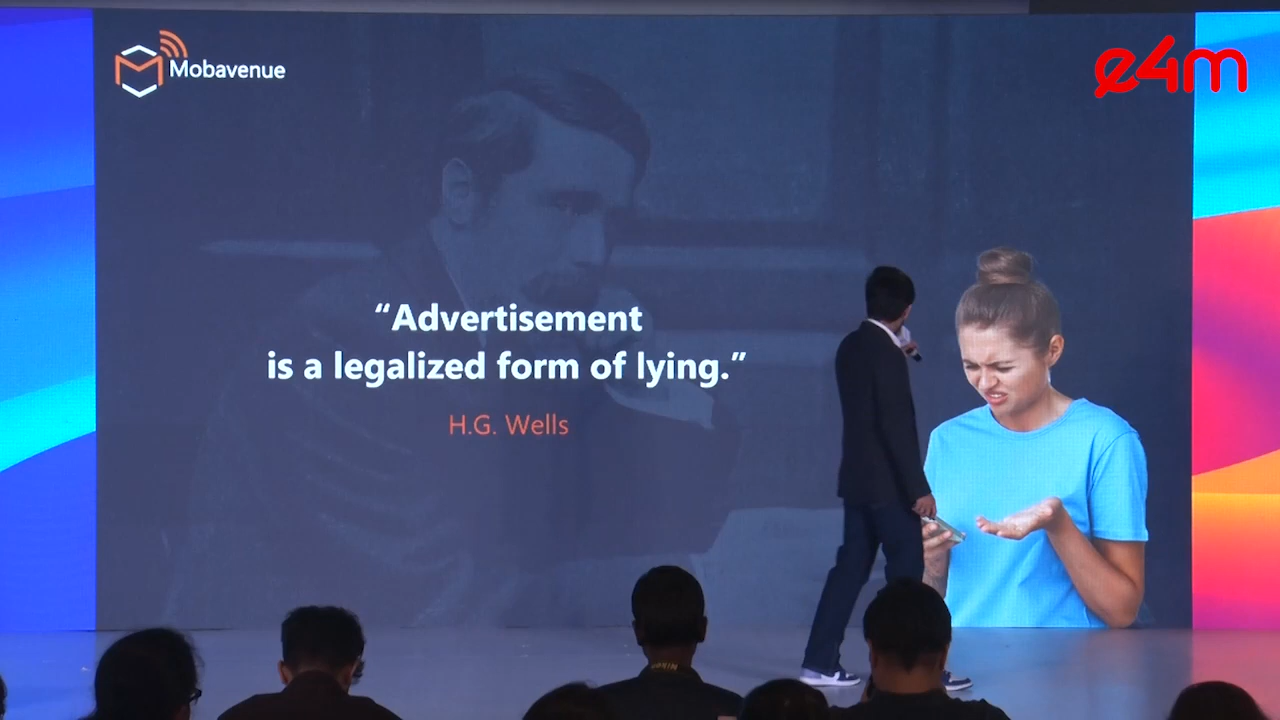 Mobavenue
e4m
“Advertisement
is a legalized form of lying.”
H.G. Wells